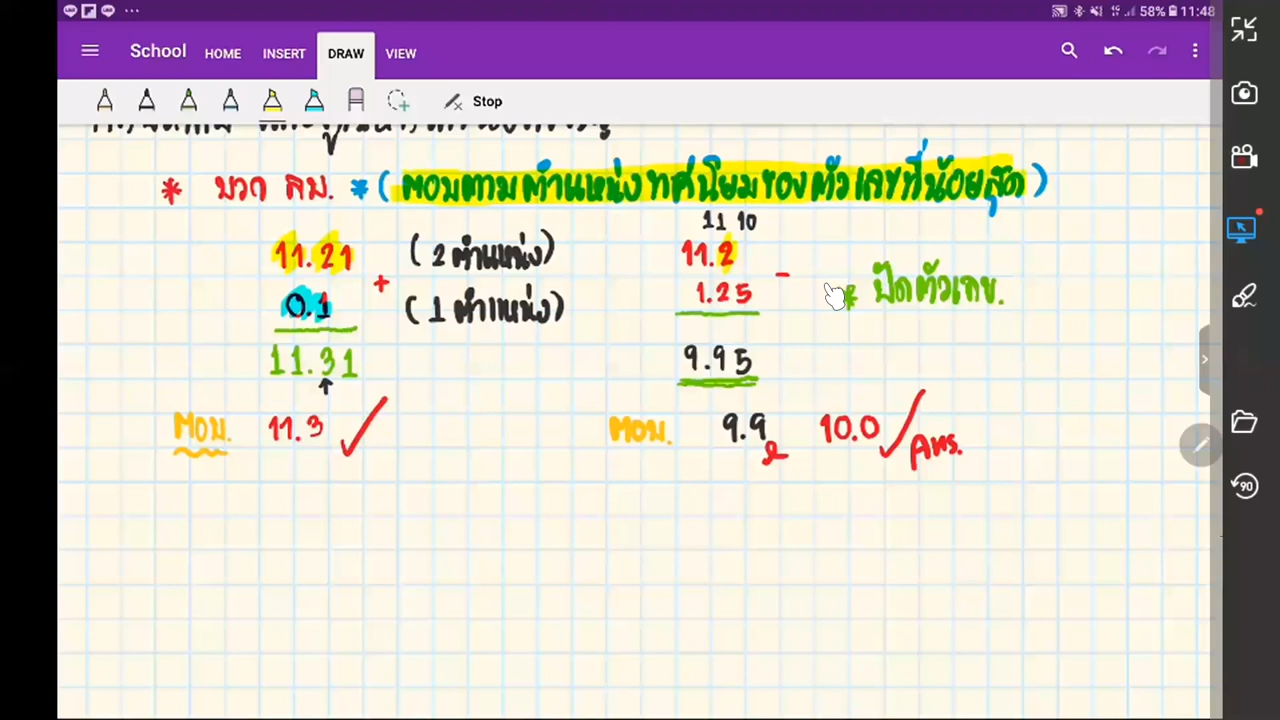 58% 11:48
School HOME INSERT DRAW VIEW
Stop
* บวก ลบ. * ( ตอบตามตำแหน่งทศนิยมของตัวเลขที่น้อยสุด )
11 10
11.21 ( 2 ตำแหน่ง) 11.2
+ -
0.1 ( 1 ตำแหน่ง) 1.25 * ปัดตัวเลข.
11.31 9.95
ตอบ. 11.3 ตอบ. 9.9 10.0 Ans.
90